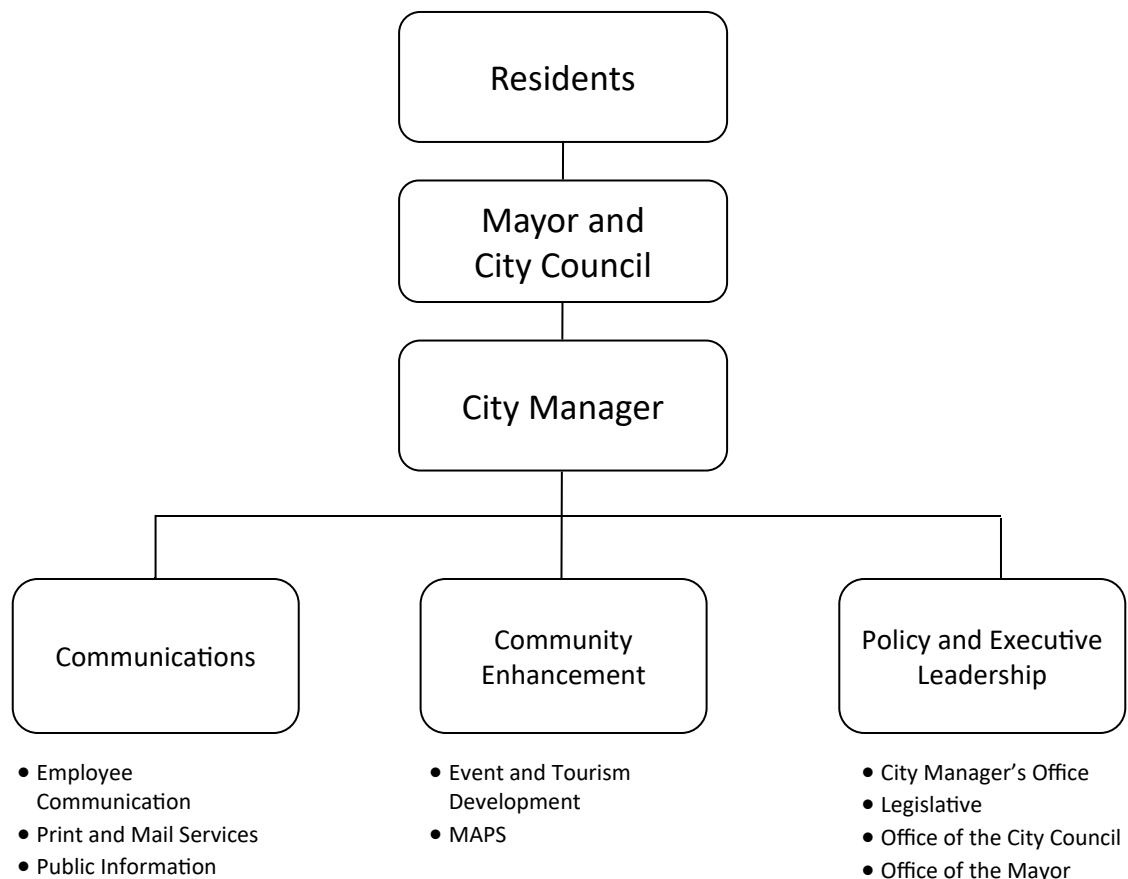 Residents
Mayor and
City Council
City Manager
Communications
Community
Enhancement
Policy and Executive
Leadership
• Employee
Communication
• Print and Mail Services
• Public Information
• Event and Tourism
Development
• MAPS
• City Manager’s Office
• Legislative
• Office of the City Council
• Office of the Mayor